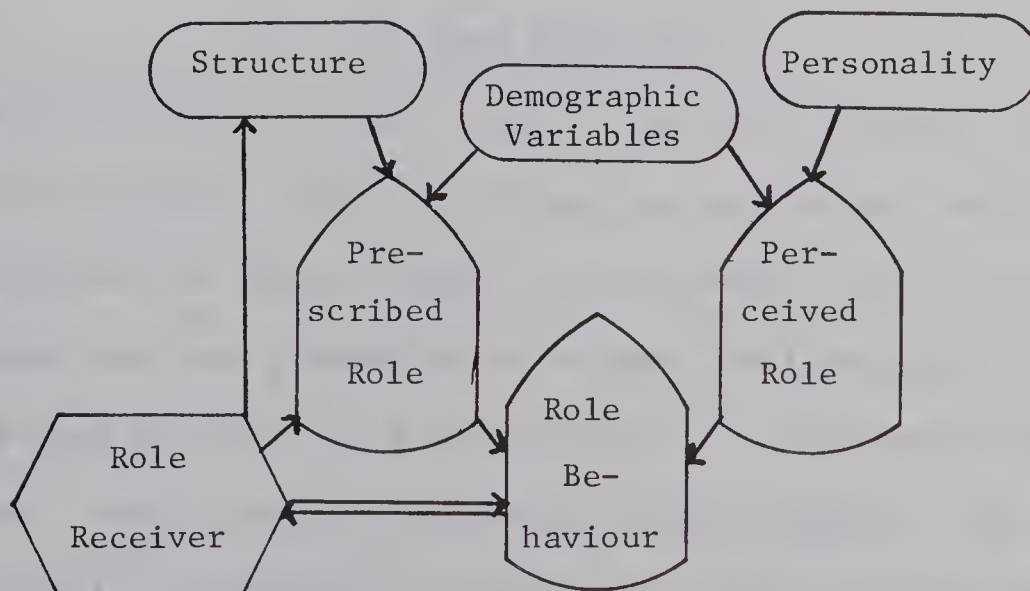 Structure
Demographic
Variables
Personality
Pre-
scribed
Role
Per-
ceived
Role
Role
Be-
haviour
Role
Receiver